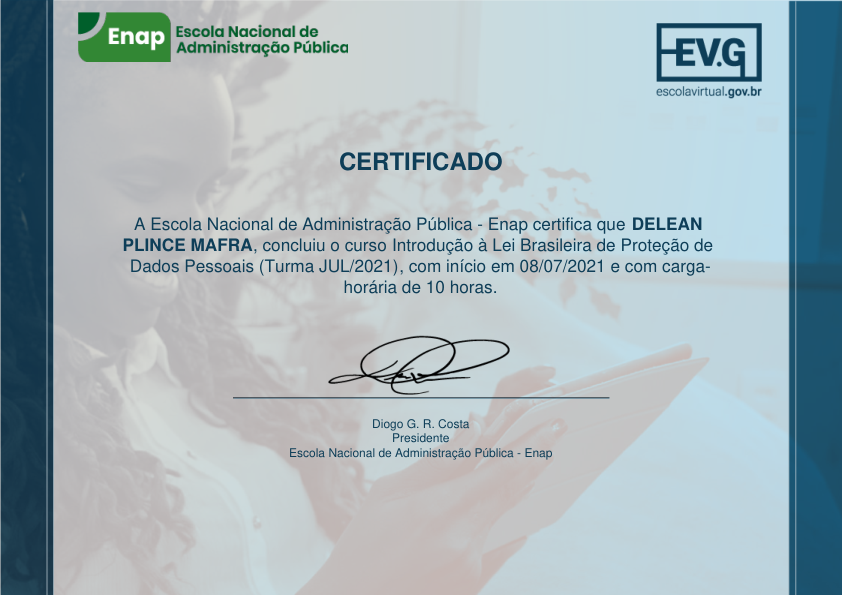 Enap
Escola Nacional de
Administração Pública
EV.G
escolavirtual.gov.br
CERTIFICADO
A Escola Nacional de Administração Pública - Enap certifica que DELEAN
PLINCE MAFRA, concluiu o curso Introdução à Lei Brasileira de Proteção de
Dados Pessoais (Turma JUL/2021), com início em 08/07/2021 e com carga-
horária de 10 horas.
Diogo G. R. Costa
Presidente
Escola Nacional de Administração Pública - Enap